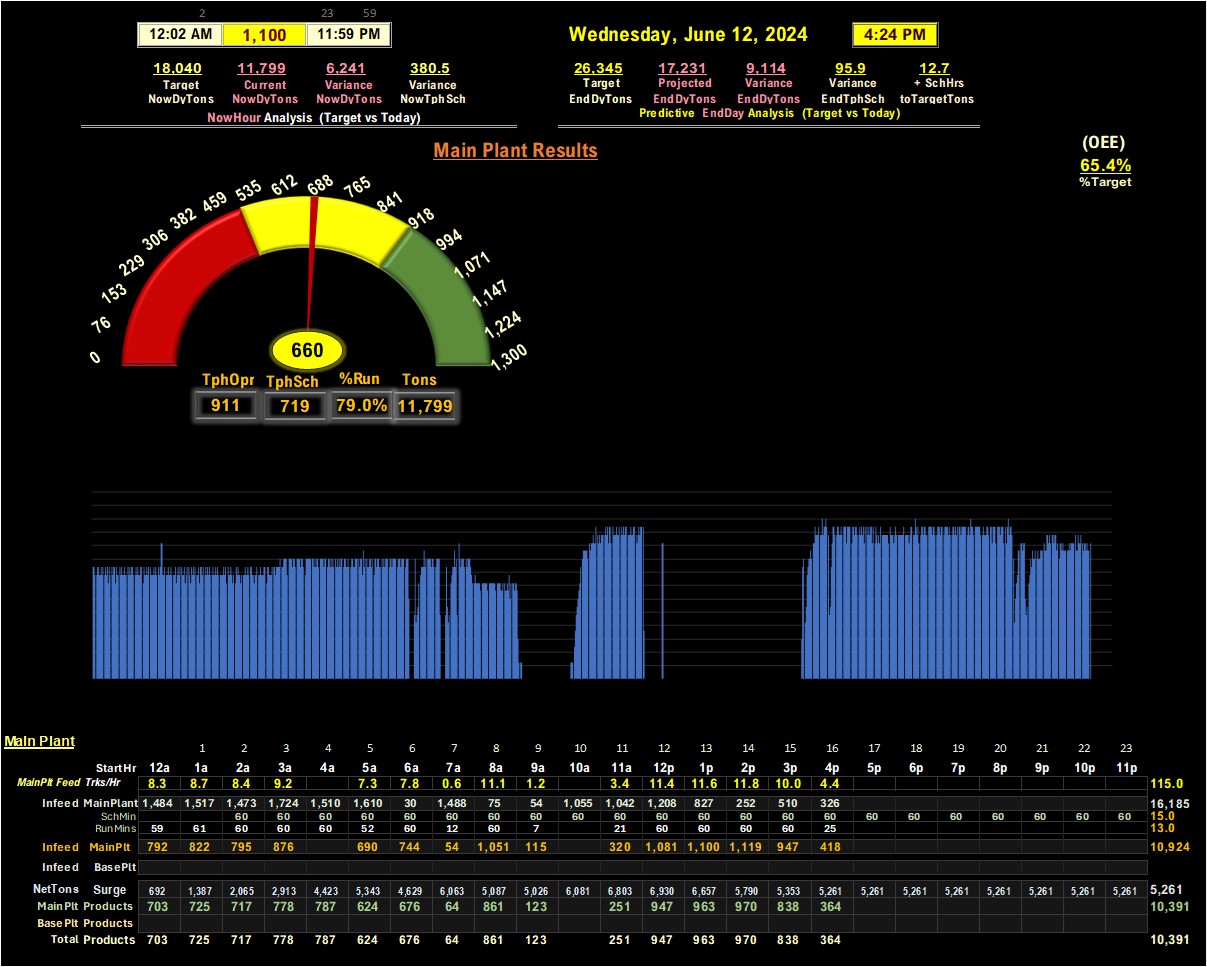 2 23 59
12:02 AM 1,100 11:59 PM
Wednesday, June 12, 2024 4:24 PM
18,040 11,799 6,241 380.5
Target Current Variance Variance
NowDyTons NowDyTons NowDyTons NowTphSch
NowHour Analysis (Target vs Today)
26,345 17,231 9,114 95.9 12.7
Target Projected Variance Variance + SchHrs
EndDyTons EndDyTons EndDyTons EndTphSch toTargetTons
Predictive EndDay Analysis (Target vs Today)
Main Plant Results
(OEE)
65.4%
%Target
0 76 153 229 306 382 459 535 612 688 765 841 918 994 1,071 1,147 1,224 1,300
660
TphOpr TphSch %Run Tons
911 719 79.0% 11,799
Main Plant
1 2 3 4 5 6 7 8 9 10 11 12 13 14 15 16 17 18 19 20 21 22 23
StartHr 12a 1a 2a 3a 4a 5a 6a 7a 8a 9a 10a 11a 12p 1p 2p 3p 4p 5p 6p 7p 8p 9p 10p 11p
MainPlt Feed Trks/Hr 8.3 8.7 8.4 9.2 7.3 7.8 0.6 11.1 1.2 3.4 11.4 11.6 11.8 10.0 4.4 115.0
Infeed MainPlant 1,484 1,517 1,473 1,724 1,510 1,610 30 1,488 75 54 1,055 1,042 1,208 827 252 510 326 16,185
SchMin 60 60 60 60 60 60 60 60 60 60 60 60 60 60 60 60 60 60 60 60 60 60 15.0
RunMins 59 61 60 60 60 52 60 12 60 7 21 60 60 60 60 25 13.0
Infeed MainPlt 792 822 795 876 690 744 54 1,051 115 320 1,081 1,100 1,119 947 418 10,924
Infeed BasePlt
NetTons Surge 692 1,387 2,065 2,913 4,423 5,343 4,629 6,063 5,087 5,026 6,081 6,803 6,930 6,657 5,790 5,353 5,261 5,261 5,261 5,261 5,261 5,261 5,261 5,261 5,261
MainPlt Products 703 725 717 778 787 624 676 64 861 123 251 947 963 970 838 364 10,391
BasePlt Products
Total Products 703 725 717 778 787 624 676 64 861 123 251 947 963 970 838 364 10,391